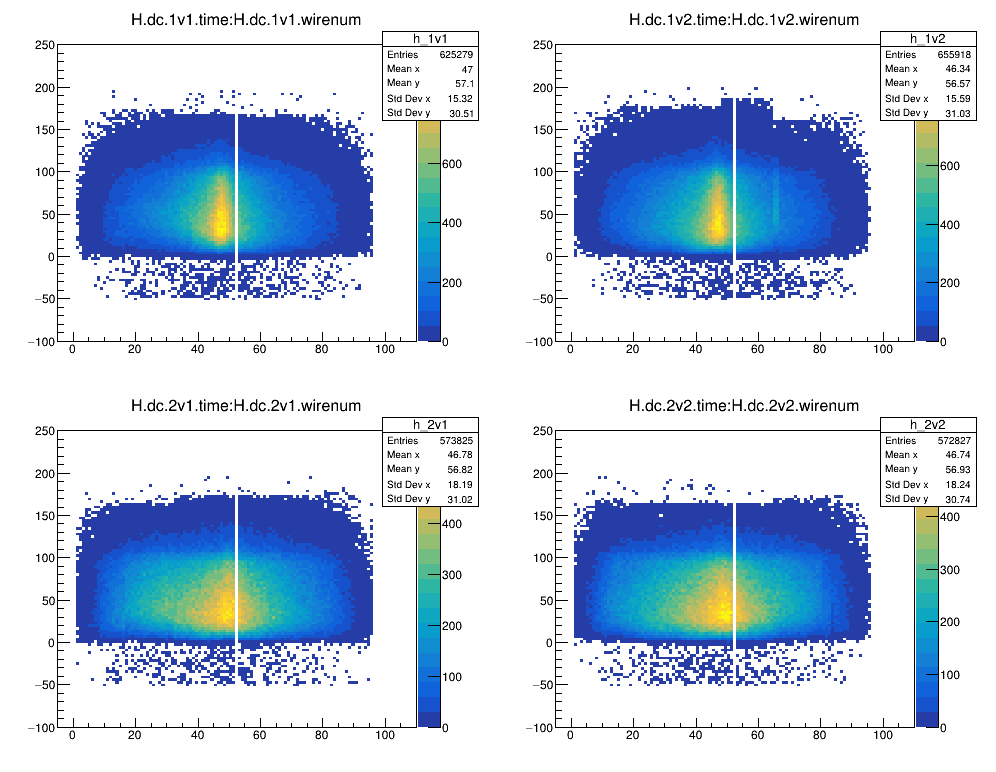 H.dc.1v1.time:H.dc.1v1.wirenum
h_1v1
Entries 625279
Mean x 47
Mean y 57.1
Std Dev x 15.32
Std Dev y 30.51
250
200
150
100
50
0
−50
−100
0 20 40 60 80 100
600
400
200
0
H.dc.1v2.time:H.dc.1v2.wirenum
h_1v2
Entries 655918
Mean x 46.34
Mean y 56.57
Std Dev x 15.59
Std Dev y 31.03
250
200
150
100
50
0
−50
−100
0 20 40 60 80 100
600
400
200
0
H.dc.2v1.time:H.dc.2v1.wirenum
h_2v1
Entries 573825
Mean x 46.78
Mean y 56.82
Std Dev x 18.19
Std Dev y 31.02
250
200
150
100
50
0
−50
−100
0 20 40 60 80 100
400
300
200
100
0
H.dc.2v2.time:H.dc.2v2.wirenum
h_2v2
Entries 572827
Mean x 46.74
Mean y 56.93
Std Dev x 18.24
Std Dev y 30.74
250
200
150
100
50
0
−50
−100
0 20 40 60 80 100
400
300
200
100
0